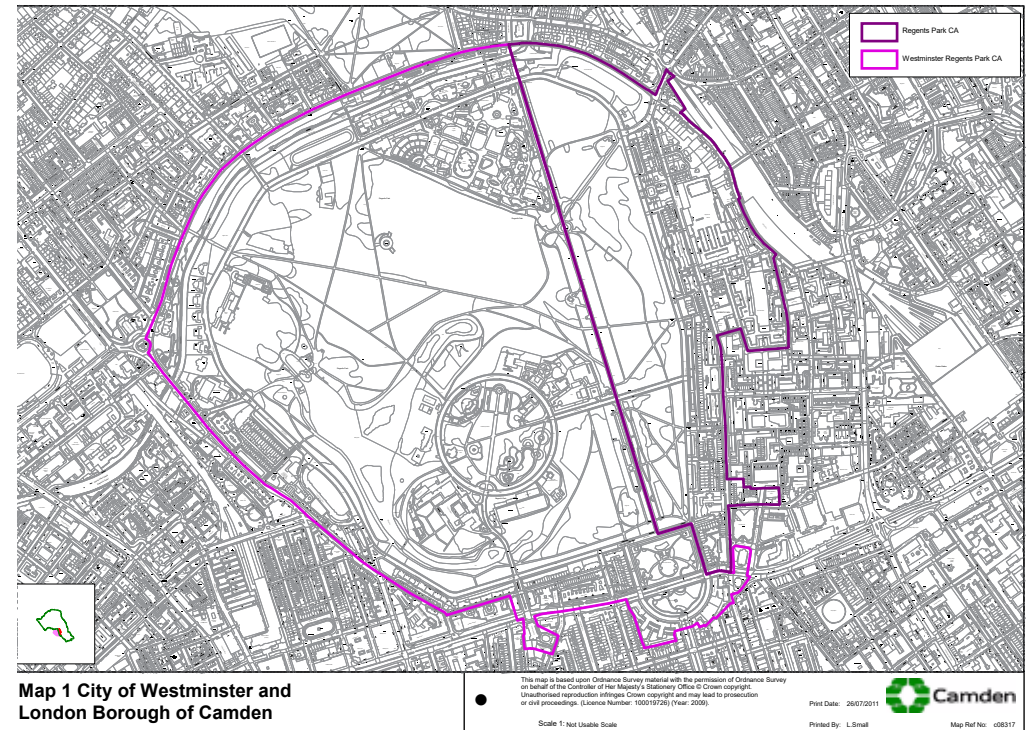 Regents Park CA
Westminster Regents Park CA
Map 1 City of Westminster and
London Borough of Camden
This map is based upon Ordnance Survey material with the permission of Ordnance Survey
on behalf of the Controller of Her Majesty's Stationery Office © Crown copyright.
Unauthorised reproduction infringes Crown copyright and may lead to prosecution
or civil proceedings. (Licence Number: 100019726) (Year: 2009).
Scale 1: Not Usable Scale
Print Date: 26/07/2011
Printed By: L.Small
Camden
Map Ref No: c08317